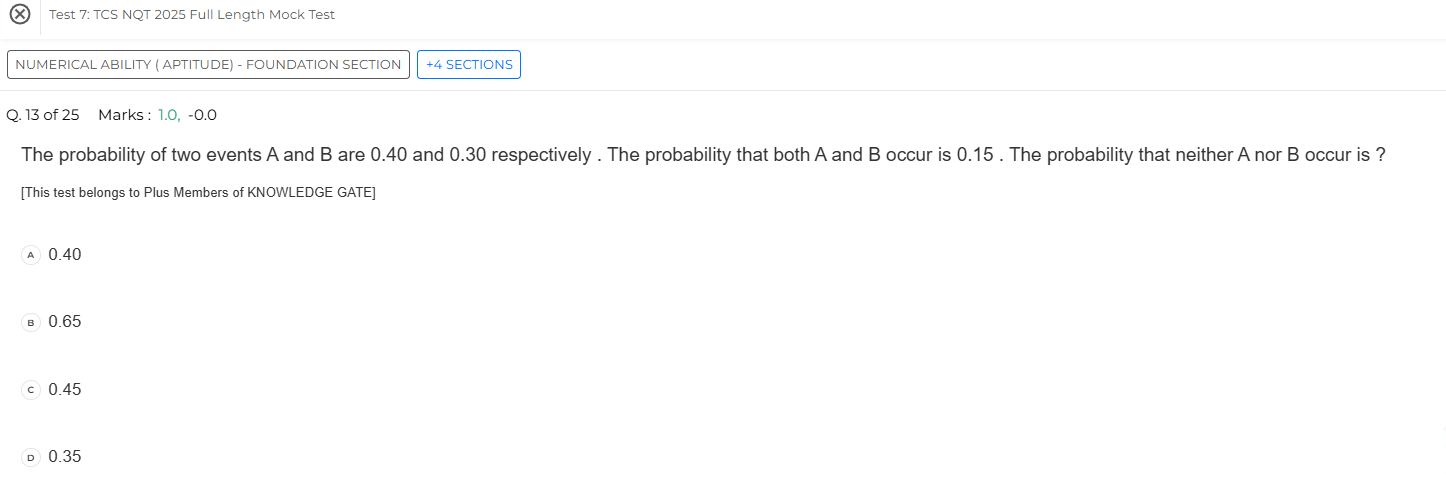 Test 7: TCS NQT 2025 Full Length Mock Test
NUMERICAL ABILITY ( APTITUDE) - FOUNDATION SECTION +4 SECTIONS
Q. 13 of 25 Marks : 1.0, -0.0
The probability of two events A and B are 0.40 and 0.30 respectively . The probability that both A and B occur is 0.15 . The probability that neither A nor B occur is ?
[This test belongs to Plus Members of KNOWLEDGE GATE]
A 0.40
B 0.65
C 0.45
D 0.35